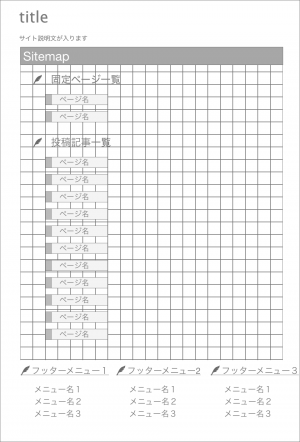 title
サイト説明文が入ります
Sitemap
固定ページ一覧
ページ名
ページ名
投稿記事一覧
ページ名
ページ名
ページ名
ページ名
ページ名
ページ名
ページ名
ページ名
ページ名
ページ名
ページ名
フッターメニュー1 フッターメニュー2 フッターメニュー3
メニュー名1 メニュー名1 メニュー名1
メニュー名2 メニュー名2 メニュー名2
メニュー名3 メニュー名3 メニュー名3